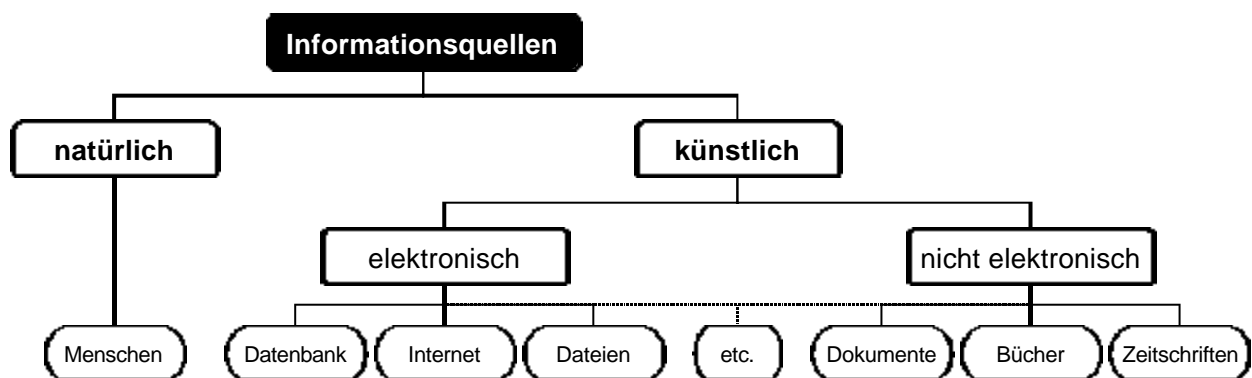 Informationsquellen
natürlich
künstlich
elektronisch
nicht elektronisch
Menschen
Datenbank
Internet
Dateien
etc.
Dokumente
Bücher
Zeitschriften